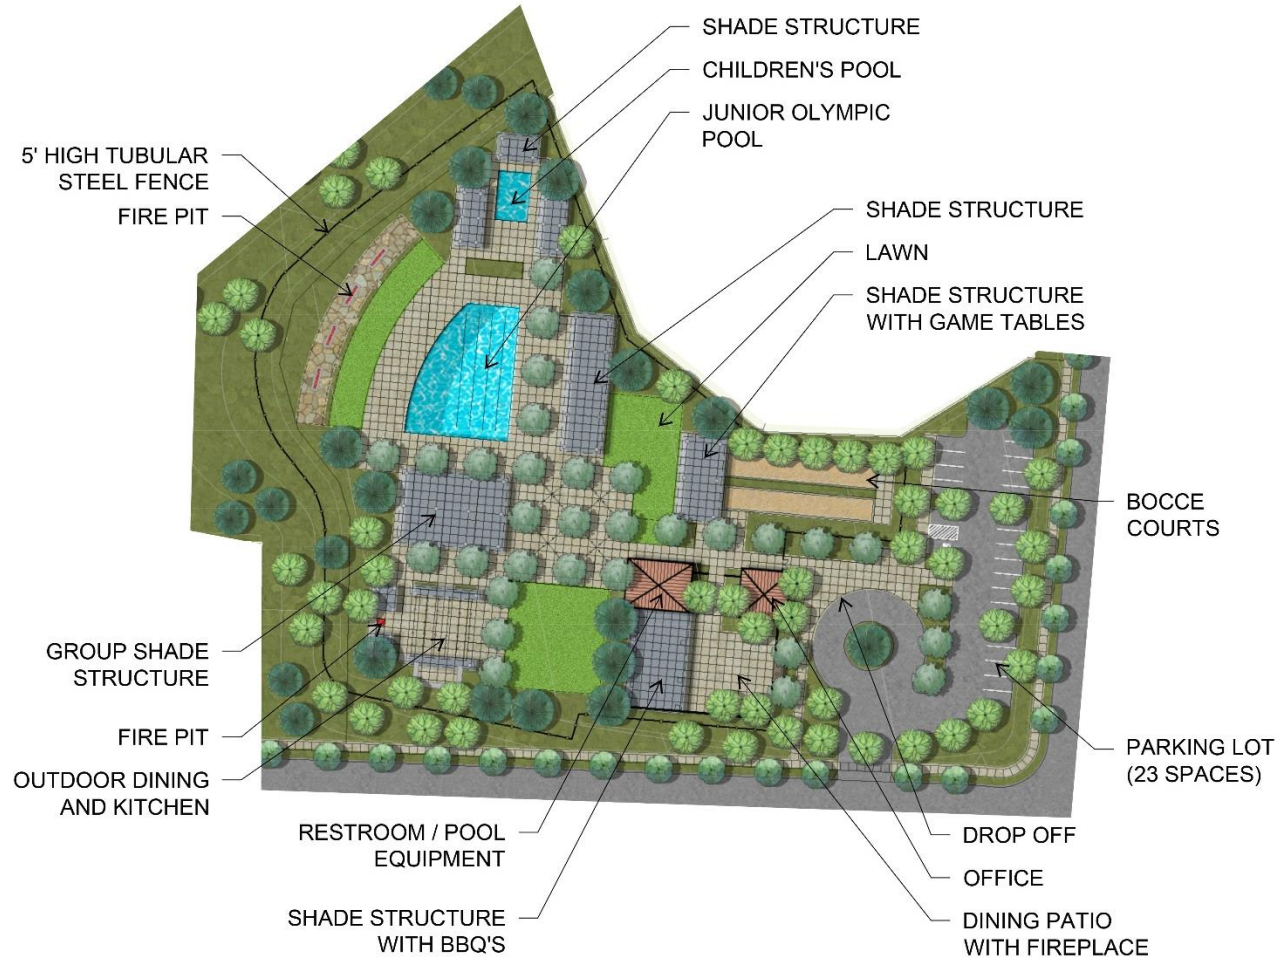 SHADE STRUCTURE
CHILDREN'S POOL
JUNIOR OLYMPIC
POOL
5' HIGH TUBULAR
STEEL FENCE
FIRE PIT
SHADE STRUCTURE
LAWN
SHADE STRUCTURE
WITH GAME TABLES
BOCCE
COURTS
GROUP SHADE
STRUCTURE
FIRE PIT
OUTDOOR DINING
AND KITCHEN
PARKING LOT
(23 SPACES)
RESTROOM / POOL
EQUIPMENT
SHADE STRUCTURE
WITH BBQ'S
DROP OFF
OFFICE
DINING PATIO
WITH FIREPLACE